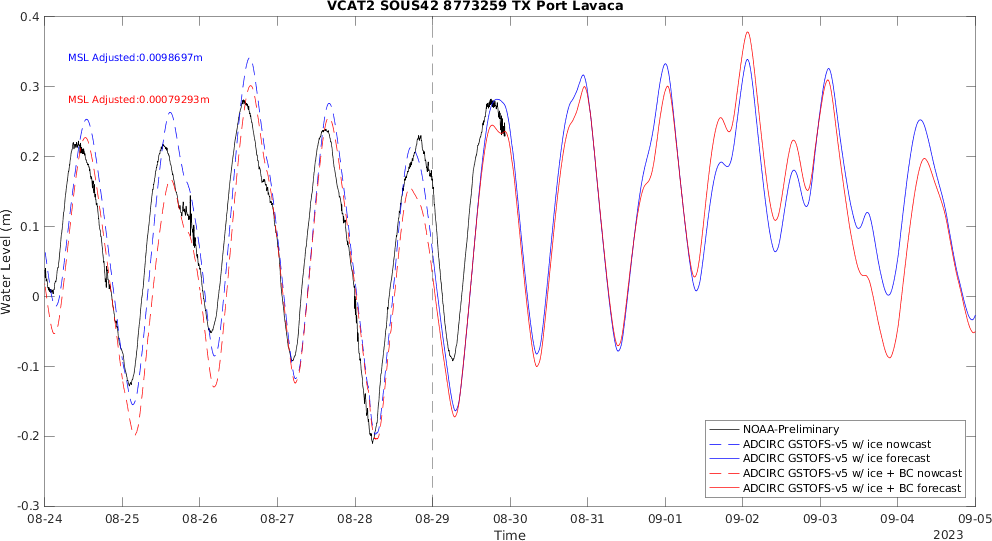 VCAT2 SOUS42 8773259 TX Port Lavaca
0.4
MSL Adjusted:0.0098697m
0.3
MSL Adjusted:0.00079293m
0.2
0.1
Water Level (m)
0
-0.1
-0.2
-0.3
NOAA-Preliminary
ADCIRC GSTOFS-v5 w/ ice nowcast
ADCIRC GSTOFS-v5 w/ ice forecast
ADCIRC GSTOFS-v5 w/ ice + BC nowcast
ADCIRC GSTOFS-v5 w/ ice + BC forecast
08-24 08-25 08-26 08-27 08-28 08-29 08-30 08-31 09-01 09-02 09-03 09-04 09-05
Time
2023